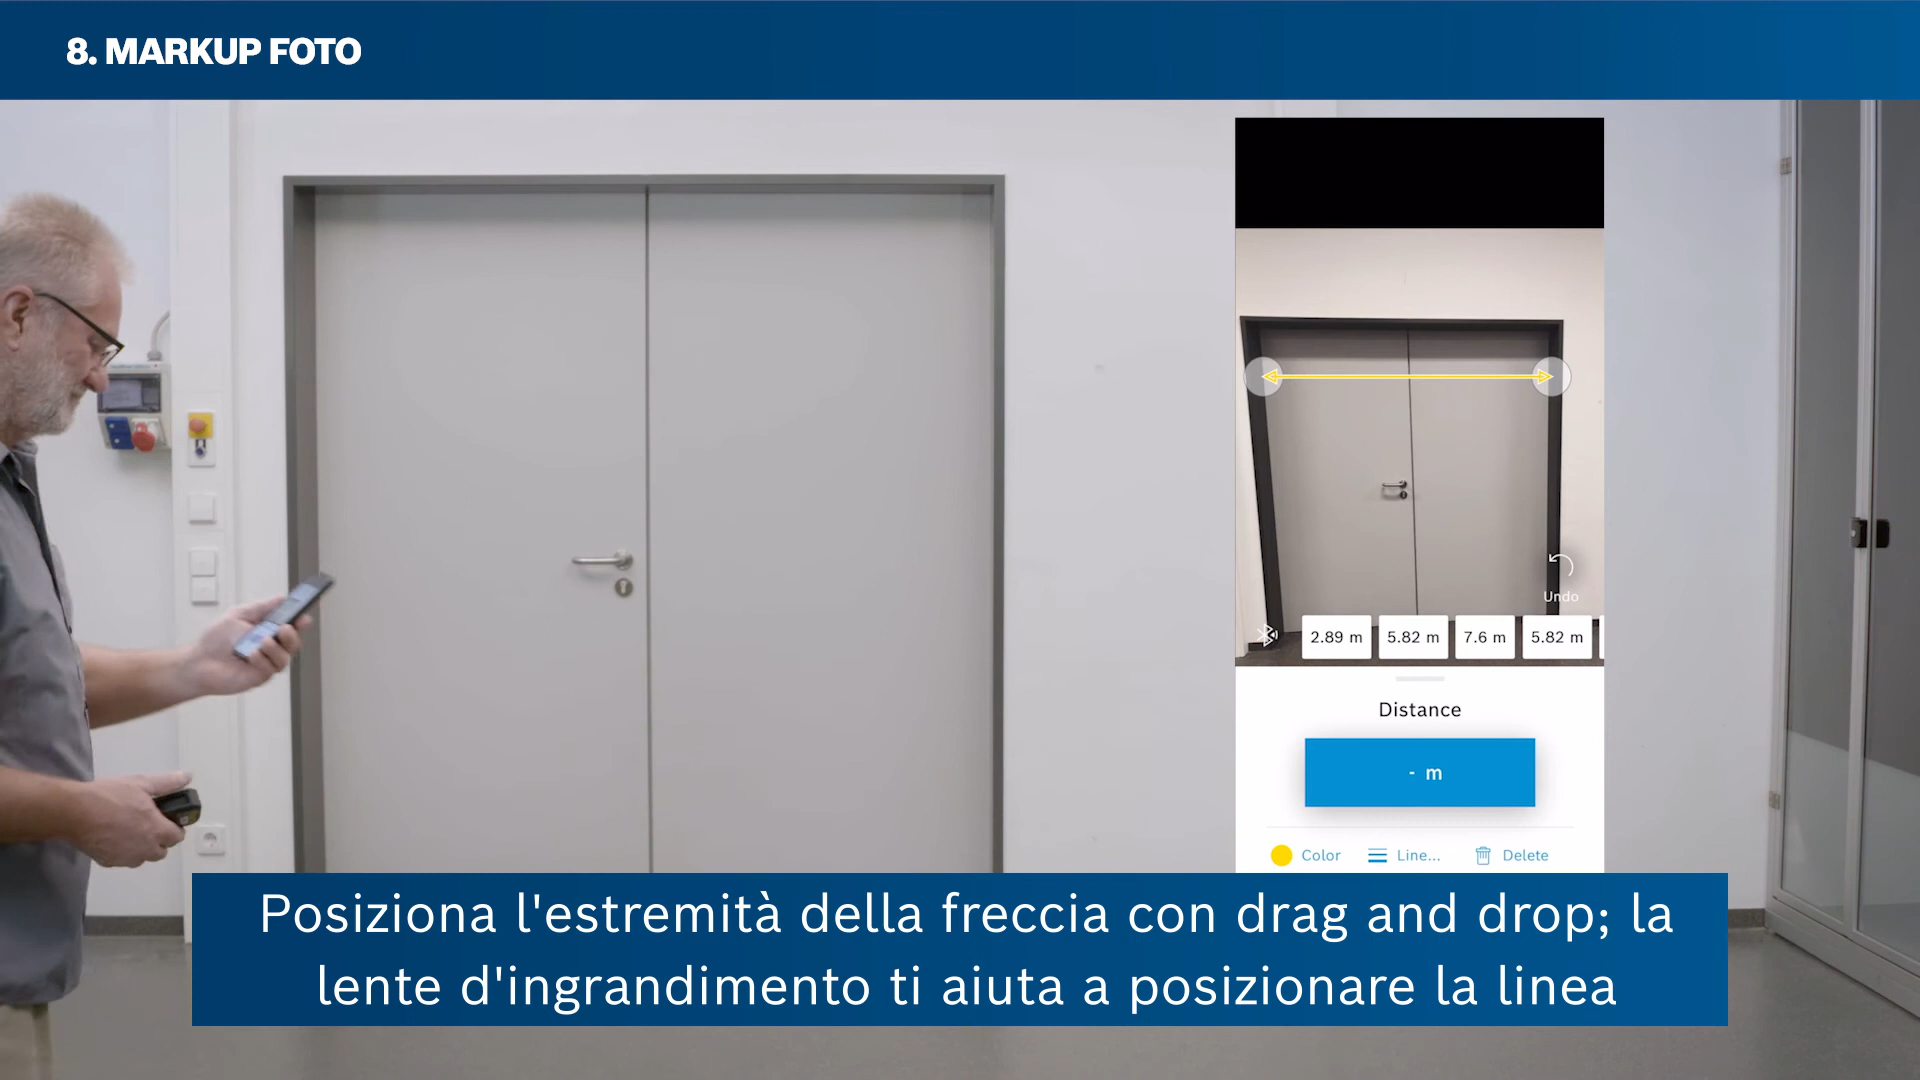 8. MARKUP FOTO
Undo
2.89 m
5.82 m
7.6 m
5.82 m
Distance
- m
Color
Line...
Delete
Posiziona l'estremità della freccia con drag and drop; la
lente d'ingrandimento ti aiuta a posizionare la linea